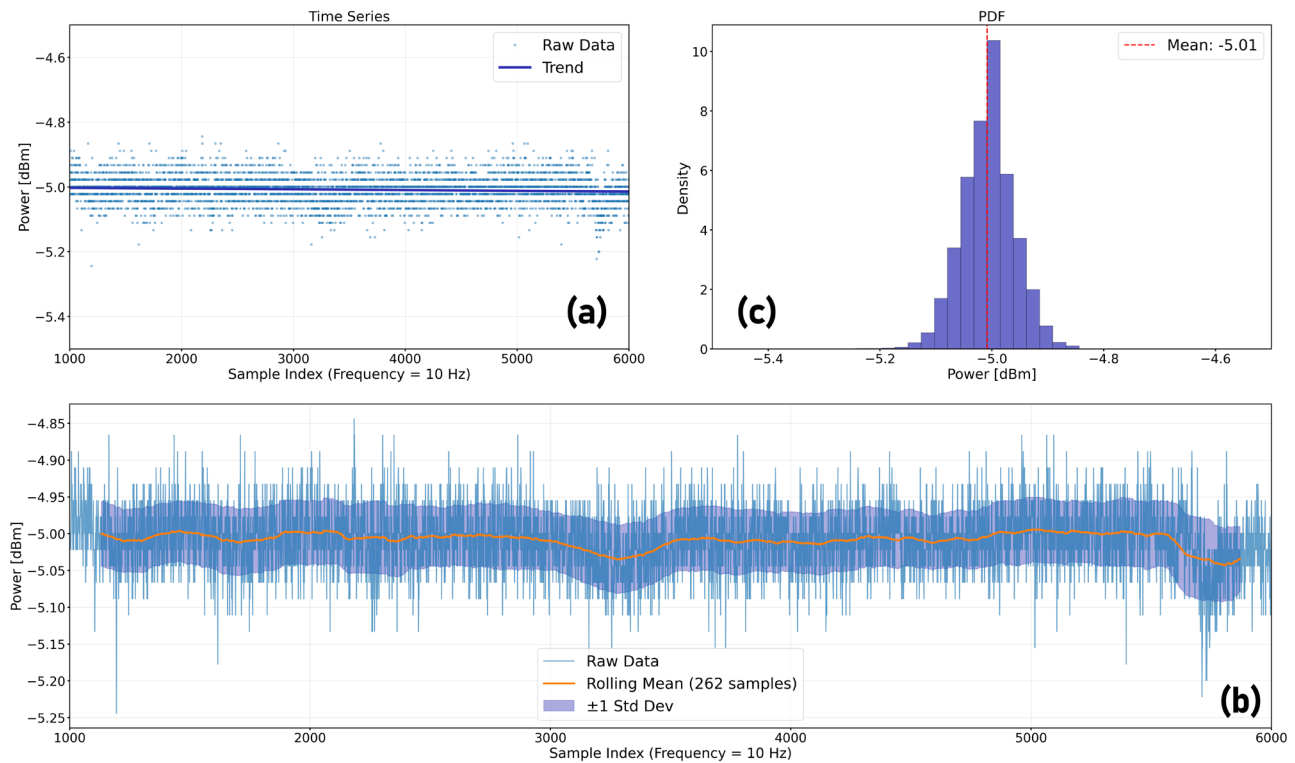 Time Series
Power [dBm]
−4.6
−4.8
−5.0
−5.2
−5.4
Raw Data
Trend
(a)
1000
2000
3000
4000
5000
6000
Sample Index (Frequency = 10 Hz)
PDF
Density
10
8
6
4
2
0
Mean: -5.01
(c)
−5.4
−5.2
−5.0
−4.8
−4.6
Power [dBm]
Power [dBm]
−4.85
−4.90
−4.95
−5.00
−5.05
−5.10
−5.15
−5.20
−5.25
Raw Data
Rolling Mean (262 samples)
±1 Std Dev
(b)
1000
2000
3000
4000
5000
6000
Sample Index (Frequency = 10 Hz)